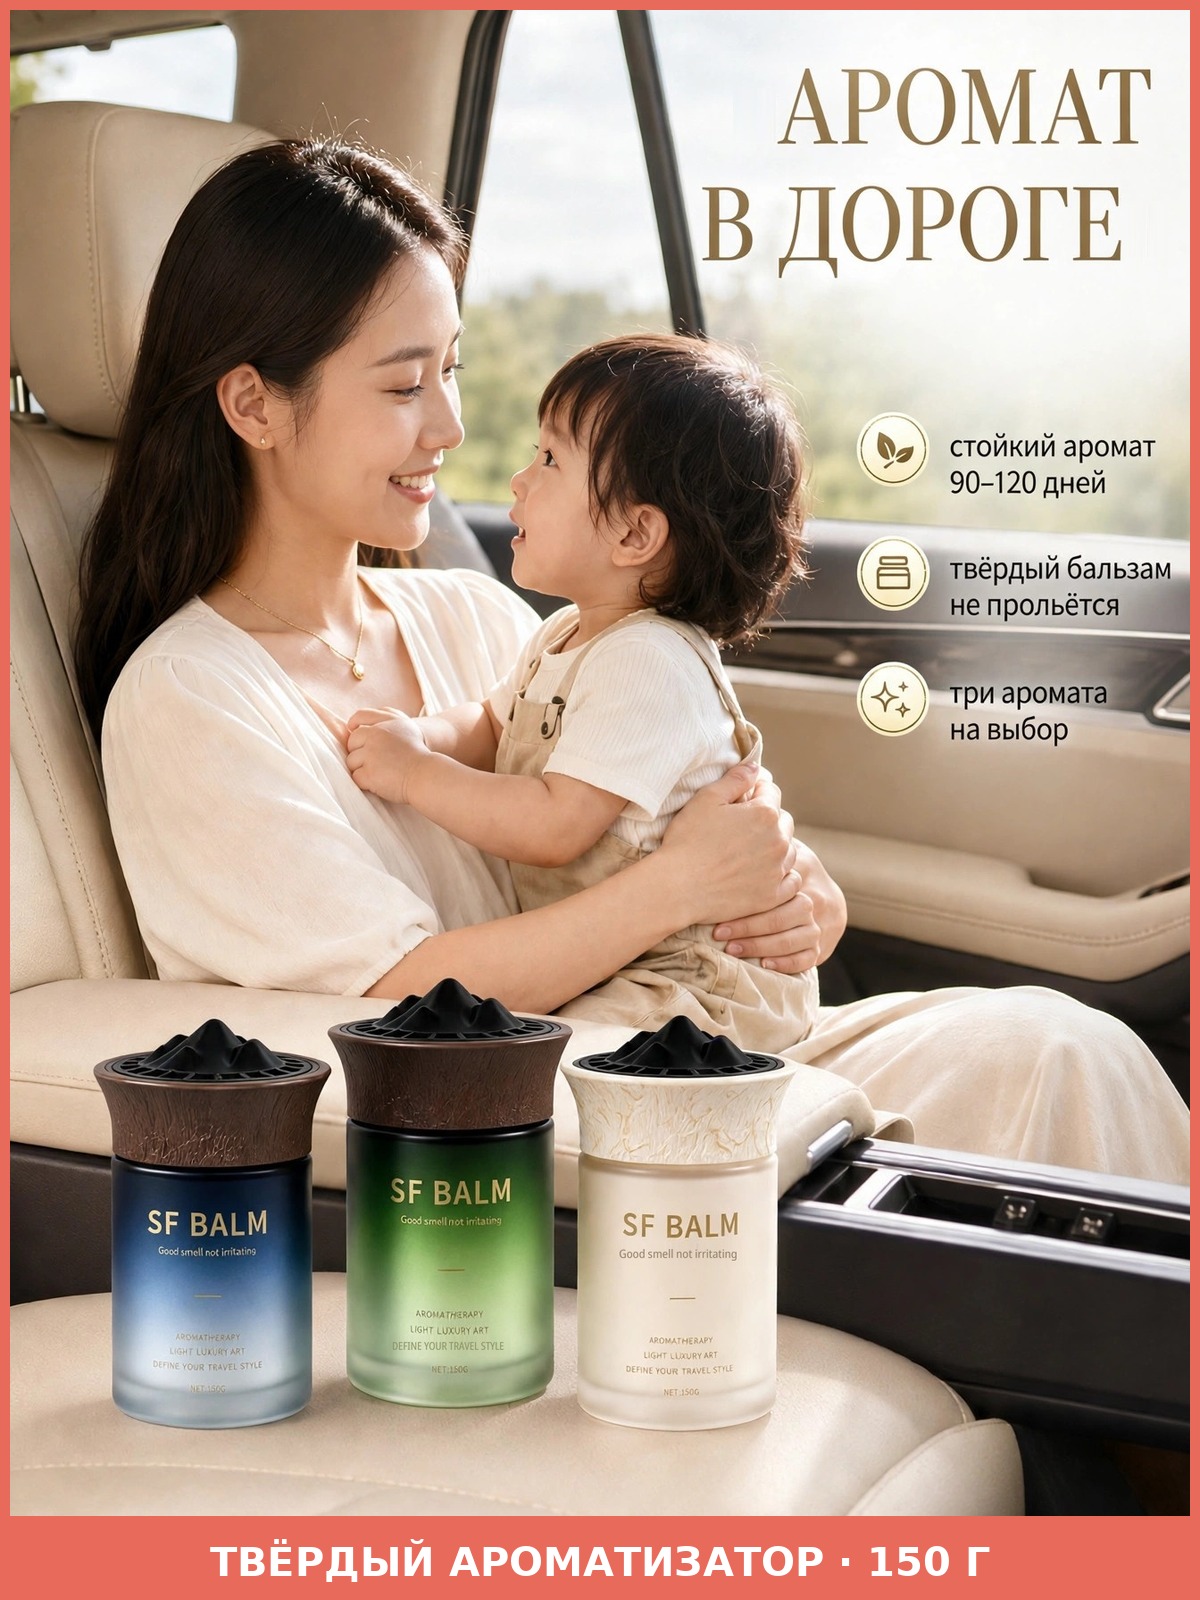 АРОМАТ
В ДОРОГЕ
стойкий аромат
90–120 дней
твёрдый бальзам
не прольётся
три аромата
на выбор
SF BALM
Good smell not irritating
AROMATHERAPY
LIGHT LUXURY ART
DEFINE YOUR TRAVEL STYLE
NET:150G
SF BALM
Good smell not irritating
AROMATHERAPY
LIGHT LUXURY ART
DEFINE YOUR TRAVEL STYLE
NET:150G
SF BALM
Good smell not irritating
AROMATHERAPY
LIGHT LUXURY ART
DEFINE YOUR TRAVEL STYLE
NET:150G
ТВЁРДЫЙ АРОМАТИЗАТОР · 150 Г